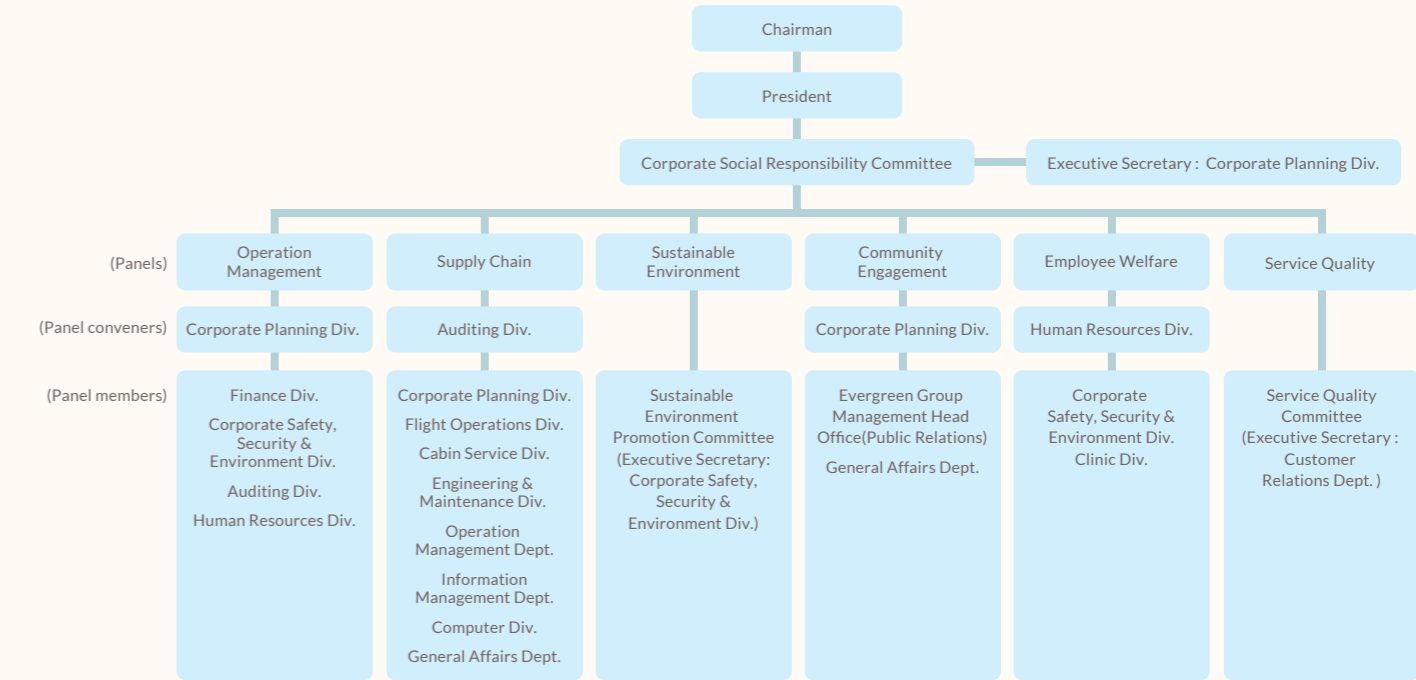 Chairman
President
Corporate Social Responsibility Committee
Executive Secretary : Corporate Planning Div.
(Panels)
Operation
Management
Supply Chain
Sustainable
Environment
Community
Engagement
Employee Welfare
Service Quality
(Panel conveners)
Corporate Planning Div.
Auditing Div.
Corporate Planning Div.
Human Resources Div.
(Panel members)
Finance Div.
Corporate Safety,
Security &
Environment Div.
Auditing Div.
Human Resources Div.
Corporate Planning Div.
Flight Operations Div.
Cabin Service Div.
Engineering &
Maintenance Div.
Operation
Management Dept.
Information
Management Dept.
Computer Div.
General Affairs Dept.
Sustainable
Environment
Promotion Committee
(Executive Secretary:
Corporate Safety,
Security &
Environment Div.)
Evergreen Group
Management Head
Office(Public Relations)
General Affairs Dept.
Corporate
Safety, Security &
Environment Div.
Clinic Div.
Service Quality
Committee
(Executive Secretary :
Customer
Relations Dept. )